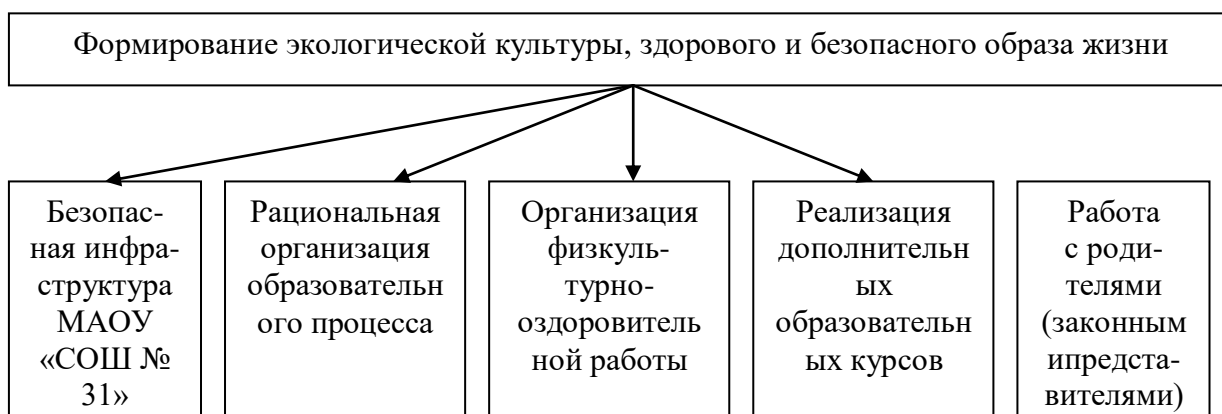 Формирование экологической культуры, здорового и безопасного образа жизни
Безопас-
ная инфра-
структура
МАОУ
«СОШ №
31»
Рациональная
организация
образовательн
ого процесса
Организация
физкуль-
турно-
оздоровитель
ной работы
Реализация
дополнительн
ых
образовательн
ых курсов
Работа
с роди-
телями
(законным
ипредста-
вителями)